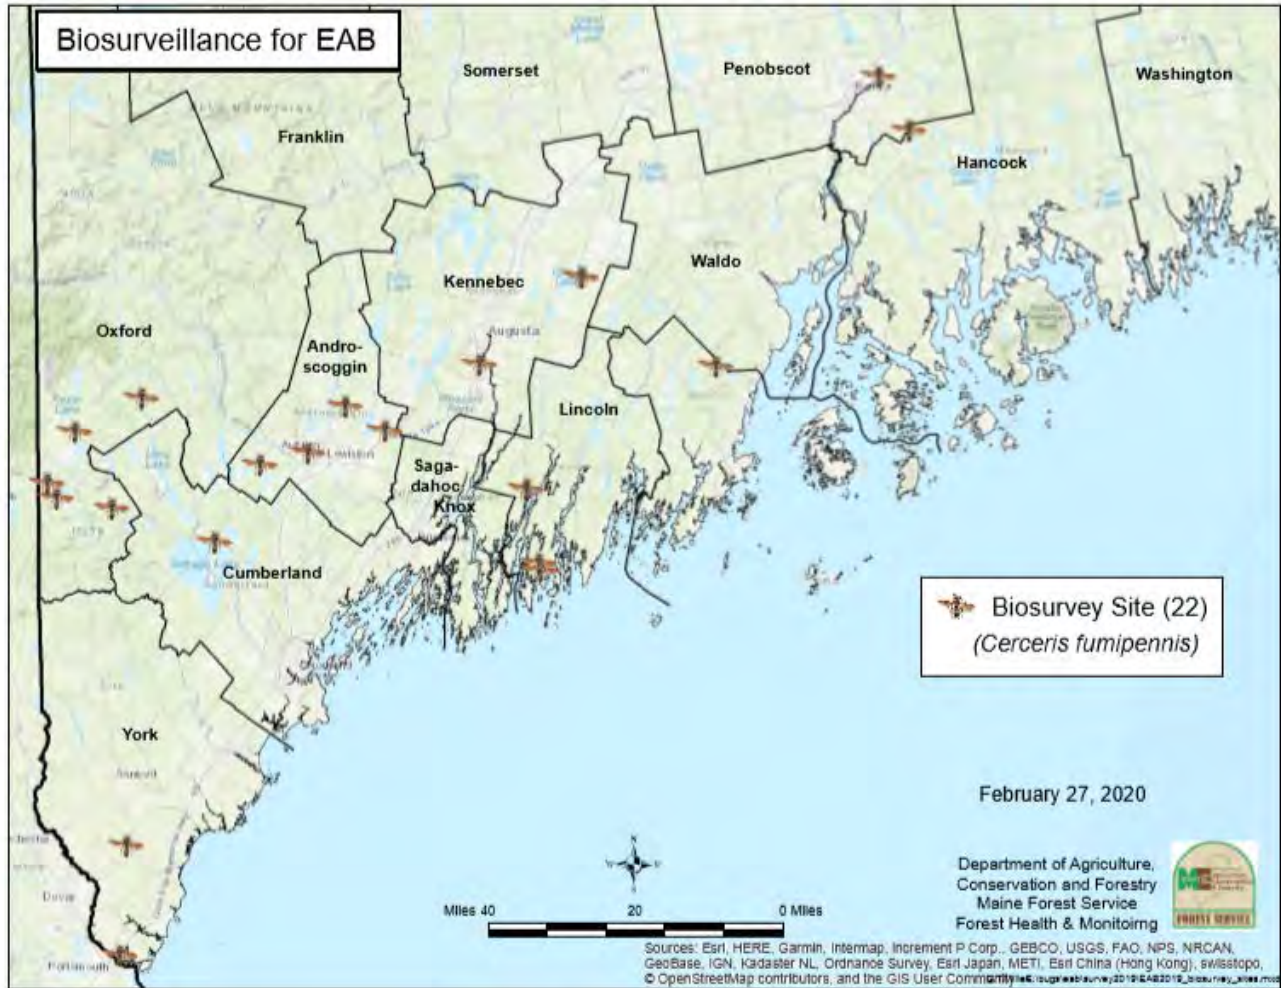 Biosurveillance for EAB
Somerset
Penobscot
Washington
Franklin
Hancock
Waldo
Kennebec
Oxford
Augusta
Andro-
scoggin
Lincoln
Lewiston
Saga-
dahoc
Knox
Cumberland
Biosurvey Site (22)
(Cerceris fumipennis)
York
Sanford
February 27, 2020
Dover
Portsmouth
N
Department of Agriculture,
Conservation and Forestry
Maine Forest Service
Forest Health & Monitoirng
FOREST SERVICE
Miles 40 20 0 Miles
Sources: Esri, HERE, Garmin, Intermap, Increment P Corp., GEBCO, USGS, FAO, NPS, NRCAN,
GeoBase, IGN, Kadaster NL, Ordnance Survey, Esri Japan, METI, Esri China (Hong Kong), swisstopo,
© OpenStreetMap contributors, and the GIS User Community